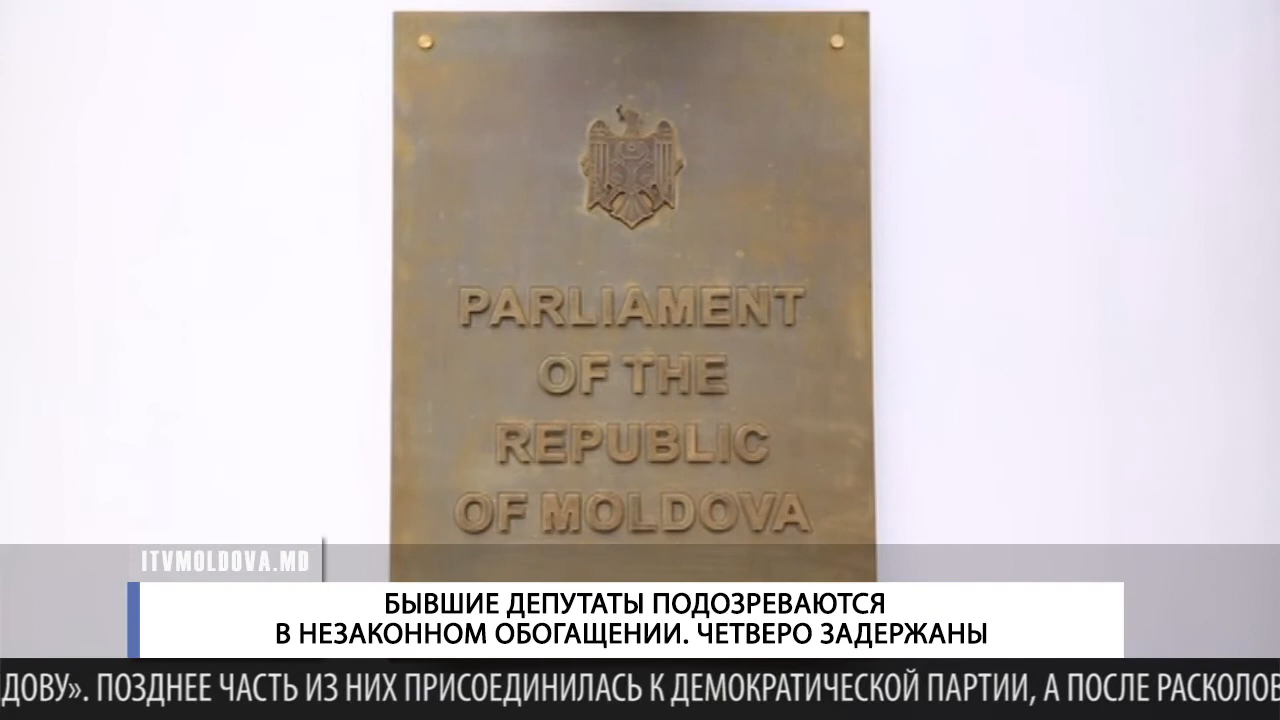 PARLIAMENT
OF THE
REPUBLIC
OF MOLDOVA
ITVMOLDOVA.MD
БЫВШИЕ ДЕПУТАТЫ ПОДОЗРЕВАЮТСЯ
В НЕЗАКОННОМ ОБОГАЩЕНИИ. ЧЕТВЕРО ЗАДЕРЖАНЫ
ДОВУ». ПОЗДНЕЕ ЧАСТЬ ИЗ НИХ ПРИСОЕДИНИЛАСЬ К ДЕМОКРАТИЧЕСКОЙ ПАРТИИ, А ПОСЛЕ РАСКОЛОВ